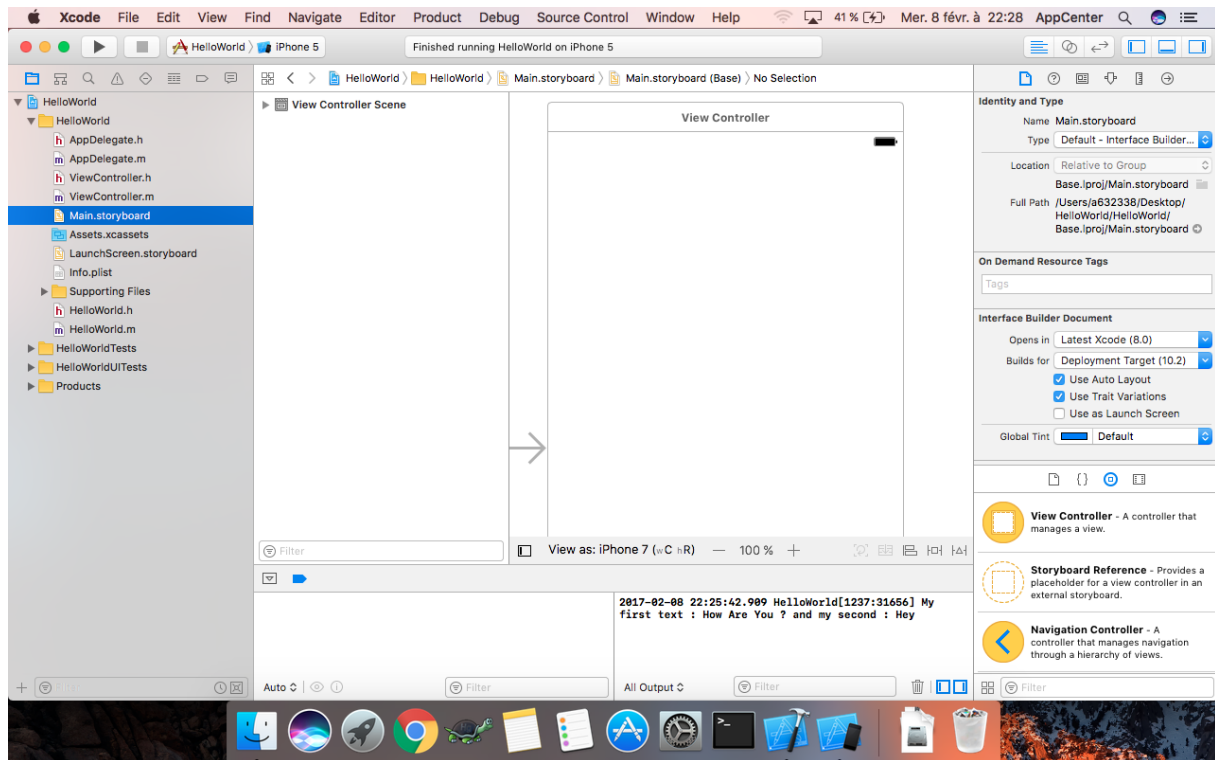 Xcode File Edit View Find Navigate Editor Product Debug Source Control Window Help 41 % Mer. 8 févr. à 22:28 AppCenter
HelloWorld iPhone 5
Finished running HelloWorld on iPhone 5
HelloWorld HelloWorld Main.storyboard Main.storyboard (Base) No Selection
HelloWorld
HelloWorld
h AppDelegate.h
m AppDelegate.m
h ViewController.h
m ViewController.m
Main.storyboard
Assets.xcassets
LaunchScreen.storyboard
Info.plist
Supporting Files
h HelloWorld.h
m HelloWorld.m
HelloWorldTests
HelloWorldUITests
Products
View Controller Scene
Filter
View Controller
View as: iPhone 7 (wC hR) — 100 % +
2017-02-08 22:25:42.909 HelloWorld[1237:31656] My
first text : How Are You ? and my second : Hey
Auto
Filter
All Output
Filter
Identity and Type
Name Main.storyboard
Type Default - Interface Builder...
Location Relative to Group
Base.lproj/Main.storyboard
Full Path /Users/a632338/Desktop/
HelloWorld/HelloWorld/
Base.lproj/Main.storyboard
On Demand Resource Tags
Tags
Interface Builder Document
Opens in Latest Xcode (8.0)
Builds for Deployment Target (10.2)
Use Auto Layout
Use Trait Variations
Use as Launch Screen
Global Tint Default
{}
View Controller - A controller that
manages a view.
Storyboard Reference - Provides a
placeholder for a view controller in an
external storyboard.
Navigation Controller - A
controller that manages navigation
through a hierarchy of views.
Filter